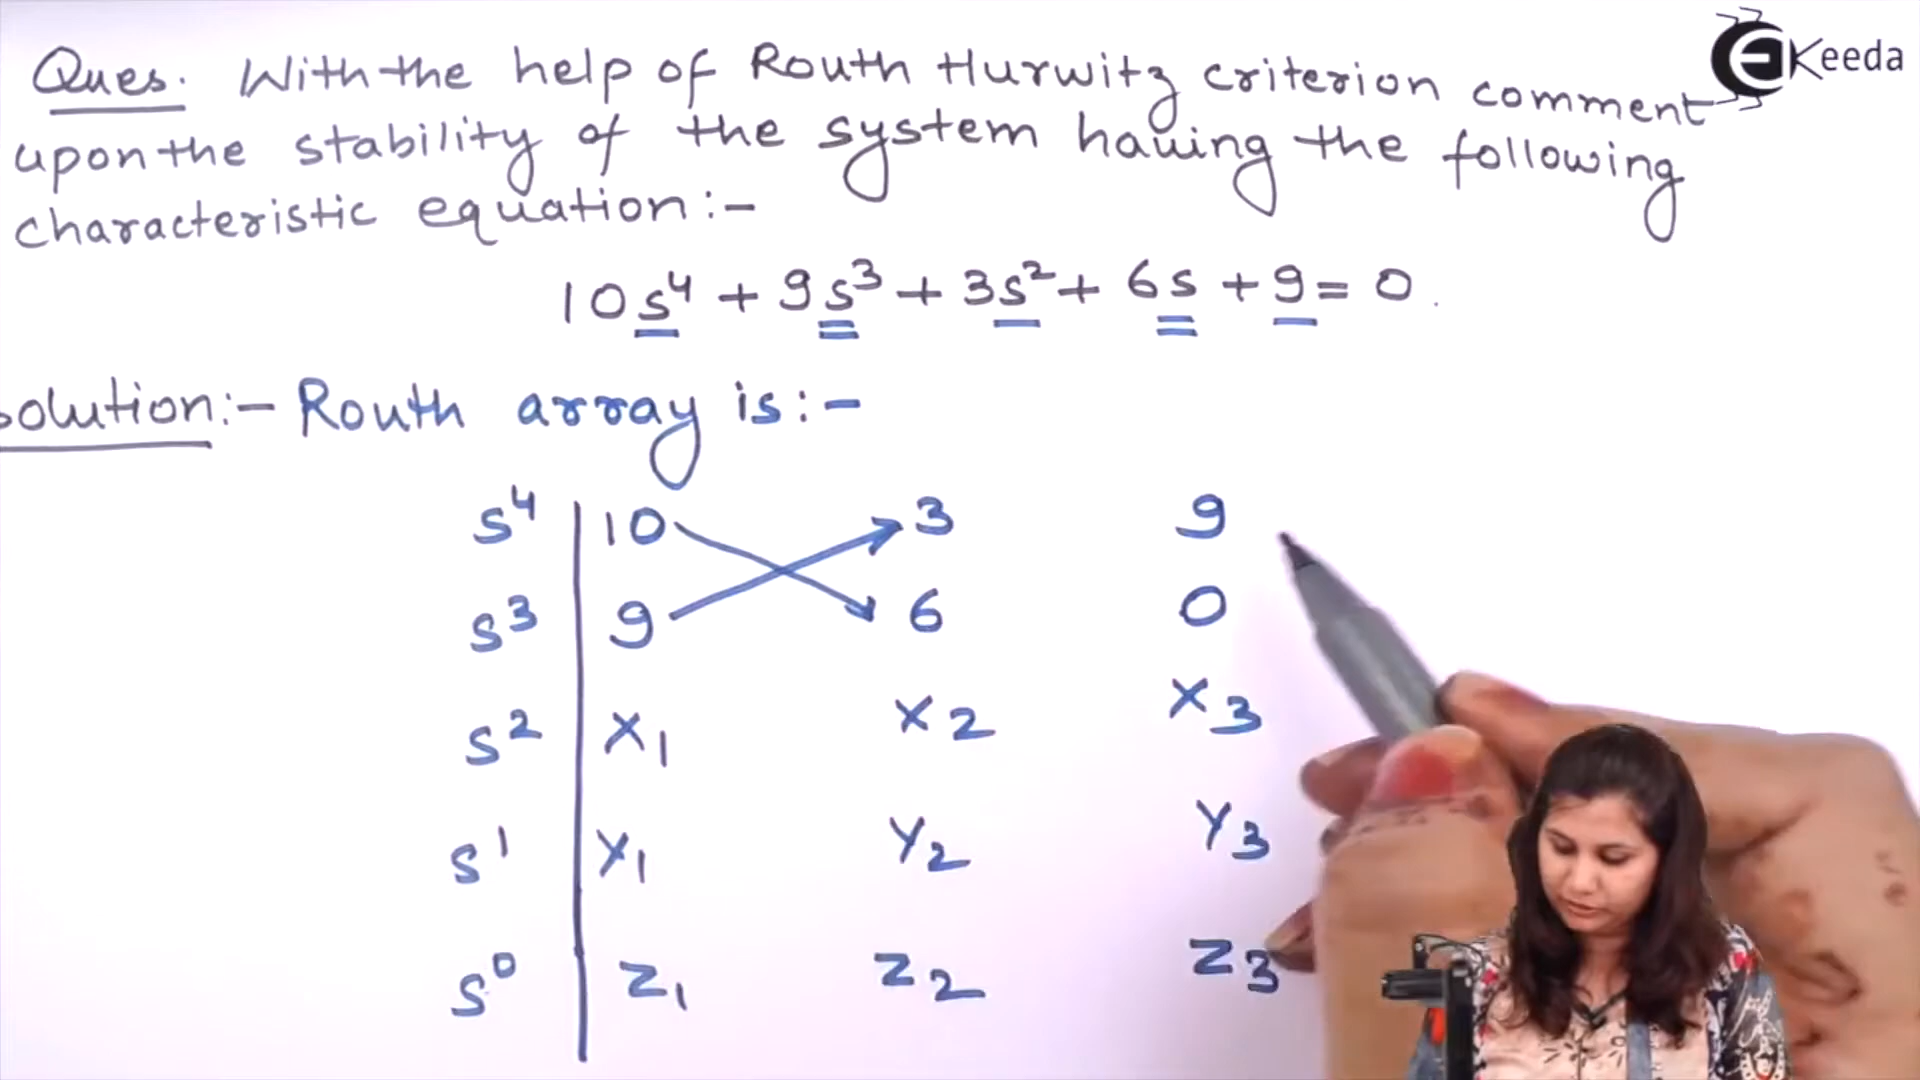 Ques. With the help of Routh Hurwitz criterion comment
upon the stability of the system having the following
characteristic equation:-
10s⁴ + 9s³ + 3s² + 6s + 9 = 0.
solution:- Routh array is:-
s⁴ | 10 3 9
s³ | 9 6 0
s² | X₁ X₂ X₃
s¹ | Y₁ Y₂ Y₃
s⁰ | Z₁ Z₂ Z₃
EKeeda